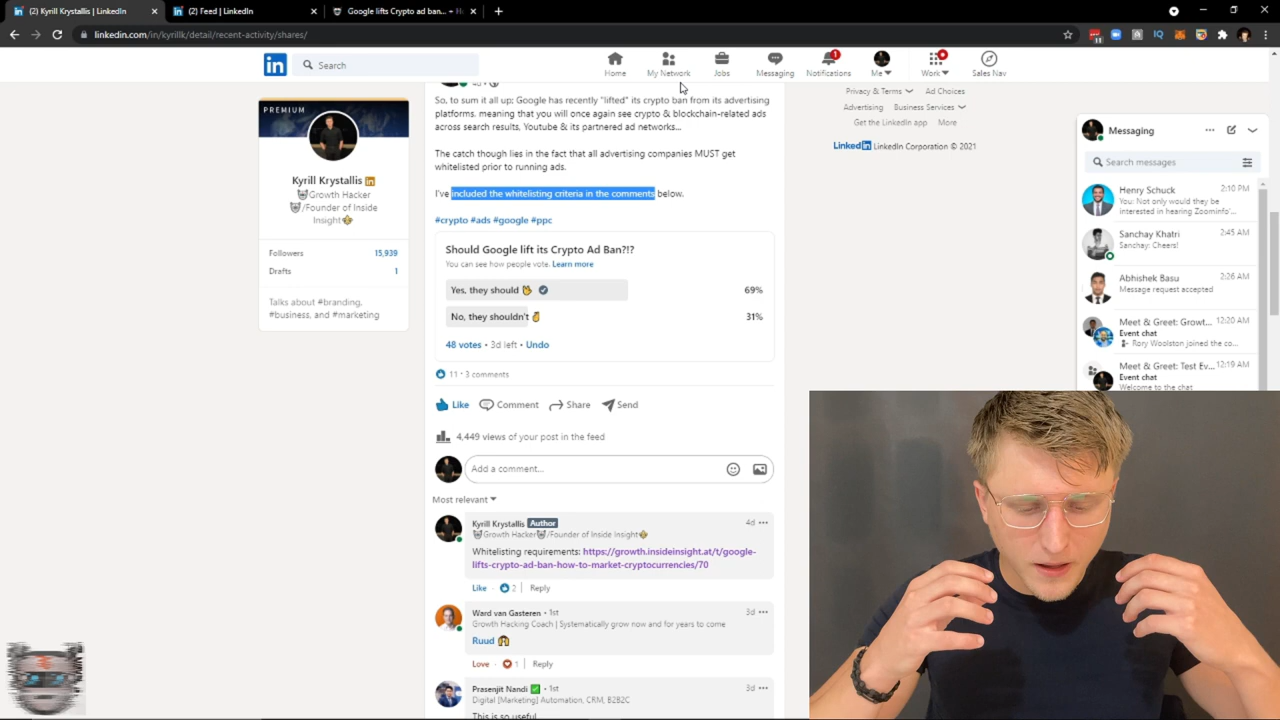 (2) Kyrill Krystallis | LinkedIn
(2) Feed | LinkedIn
Google lifts Crypto ad ban...
linkedin.com/in/kyrillk/detail/recent-activity/shares/
11
Search
Home
My Network
Jobs
Messaging
1
Notifications
Me
Work
Sales Nav
PREMIUM
Kyrill Krystallis
Growth Hacker
/Founder of Inside
Insight
Followers 15,939
Drafts 1
Talks about #branding,
#business, and #marketing
So, to sum it all up: Google has recently "lifted" its crypto ban from its advertising
platforms. meaning that you will once again see crypto & blockchain-related ads
across search results, Youtube & its partnered ad networks...
The catch though lies in the fact that all advertising companies MUST get
whitelisted prior to running ads.
I've included the whitelisting criteria in the comments below.
#crypto #ads #google #ppc
Should Google lift its Crypto Ad Ban?!?
You can see how people vote. Learn more
Yes, they should 69%
No, they shouldn't 31%
48 votes • 3d left • Undo
11 • 3 comments
Like Comment Share Send
4,449 views of your post in the feed
Add a comment...
Most relevant
Kyrill Krystallis Author 4d
Growth Hacker /Founder of Inside Insight
Whitelisting requirements: https://growth.insideinsight.at/t/google-
lifts-crypto-ad-ban-how-to-market-cryptocurrencies/70
Like 2 | Reply
Ward van Gasteren • 1st 3d
Growth Hacking Coach | Systematically grow now and for years to come
Ruud
Love 1 | Reply
Prasenjit Nandi • 1st 3d
Digital [Marketing] Automation, CRM, B2B2C
This is so useful
Privacy & Terms Ad Choices
Advertising Business Services
Get the LinkedIn app More
LinkedIn LinkedIn Corporation © 2021
Messaging
Search messages
Henry Schuck 2:10 PM
You: Not only would they be
interested in hearing Zoominfo'...
Sanchay Khatri 2:45 AM
Sanchay: Cheers!
Abhishek Basu 2:26 AM
Message request accepted
Meet & Greet: Growt... 12:20 AM
Event chat
Rory Woolston joined the co...
Meet & Greet: Test Ev... 12:19 AM
Event chat
Welcome to the chat